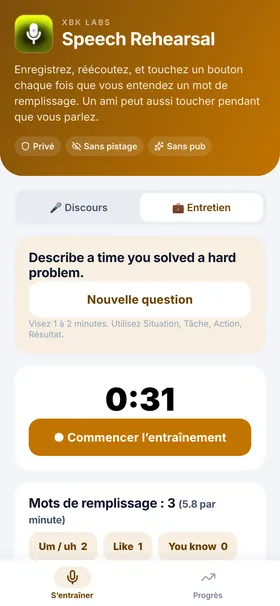 XBK LABS
Speech Rehearsal
Enregistrez, réécoutez, et touchez un bouton
chaque fois que vous entendez un mot de
remplissage. Un ami peut aussi toucher pendant
que vous parlez.
Privé Sans pistage Sans pub
🎤 Discours 💼 Entretien
Describe a time you solved a hard
problem.
Nouvelle question
Visez 1 à 2 minutes. Utilisez Situation, Tâche, Action,
Résultat.
0:31
● Commencer l’entraînement
Mots de remplissage : 3 (5.8 par
minute)
Um / uh 2 Like 1 You know 0
S’entraîner Progrès